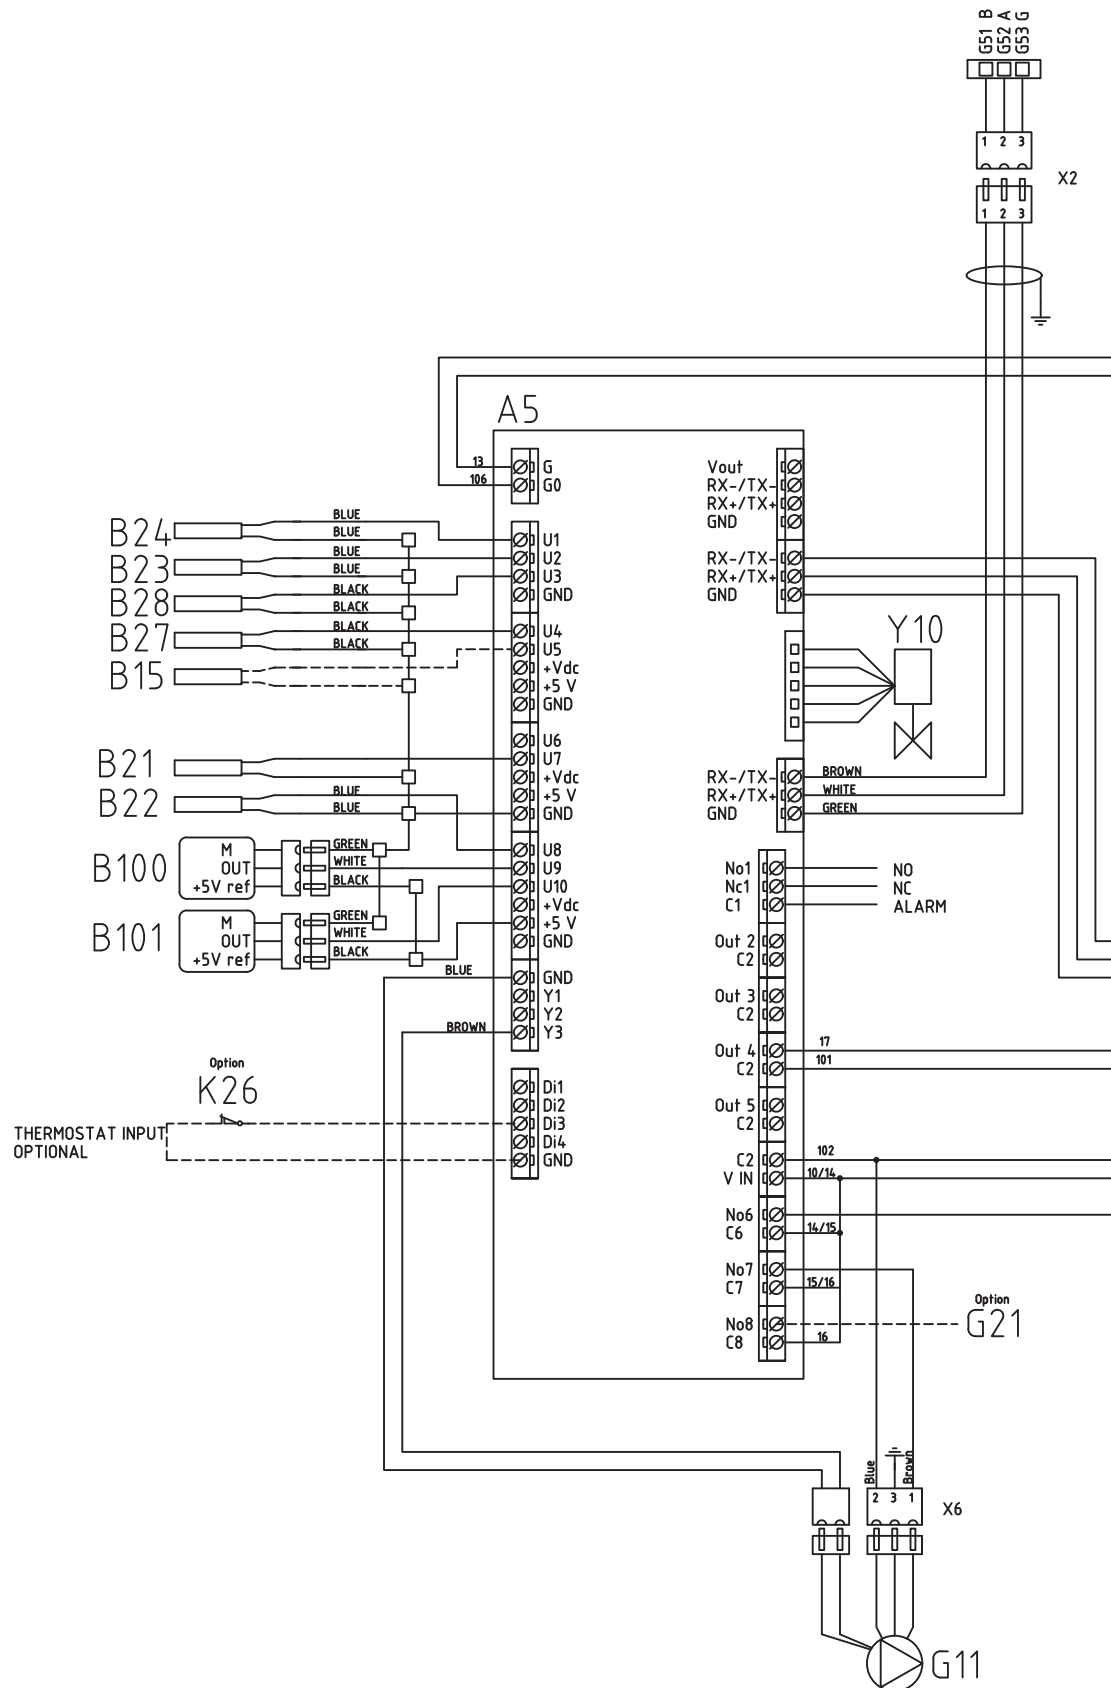 G51 B
G52 A
G53 G
1 2 3
X2
1 2 3
A5
13
106
G
G0
Vout
RX-/TX-
RX+/TX+
GND
B24
BLUE
BLUE
B23
BLUE
BLUE
B28
BLACK
BLACK
B27
BLACK
BLACK
B15
U1
U2
U3
GND
U4
U5
+Vdc
+5 V
GND
RX-/TX-
RX+/TX+
GND
Y10
B21
B22
BLUE
BLUE
U6
U7
+Vdc
+5 V
GND
RX-/TX-
RX+/TX+
GND
BROWN
WHITE
GREEN
B100
M
OUT
+5V ref
GREEN
WHITE
BLACK
B101
M
OUT
+5V ref
GREEN
WHITE
BLACK
U8
U9
U10
+Vdc
+5 V
GND
No1
Nc1
C1
NO
NC
ALARM
Out 2
C2
BLUE
BROWN
GND
Y1
Y2
Y3
Out 3
C2
Out 4
C2
17
101
Option
K26
THERMOSTAT INPUT
OPTIONAL
Di1
Di2
Di3
Di4
GND
Out 5
C2
C2
V IN
102
10/14
No6
C6
14/15
No7
C7
15/16
No8
C8
16
Option
G21
Blue
Brown
2 3 1
X6
G11